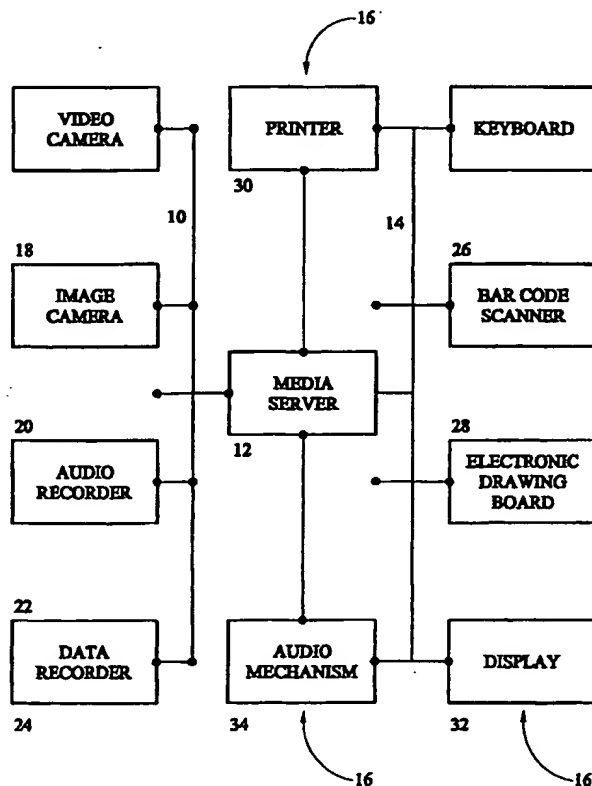 16
VIDEO
CAMERA
PRINTER
KEYBOARD
10
30
14
18
26
IMAGE
CAMERA
BAR CODE
SCANNER
MEDIA
SERVER
20
12
28
AUDIO
RECORDER
ELECTRONIC
DRAWING
BOARD
22
DATA
RECORDER
AUDIO
MECHANISM
DISPLAY
24
34
32
16
16